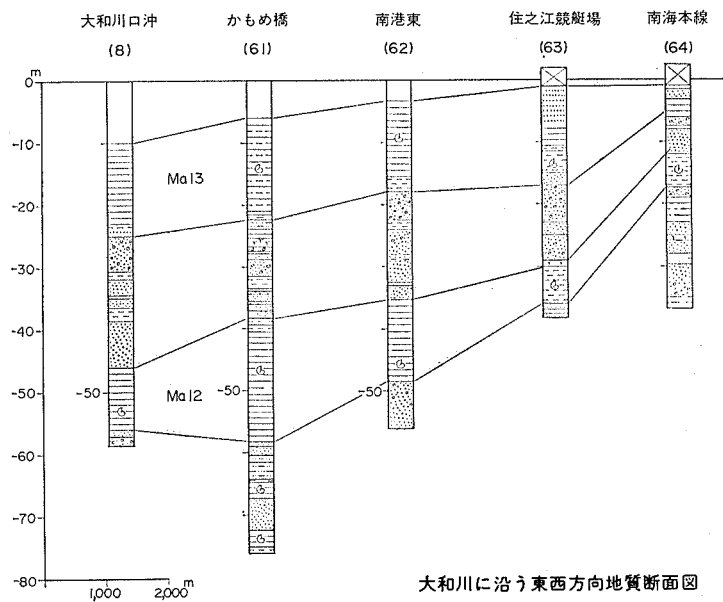 大和川口沖 かもめ橋 南港東 住之江競艇場 南海本線
(8) (61) (62) (63) (64)
m
0
-10
Ma13
-20
-30
-40
-50 Ma12 -50 -50
-60
-70
-80
1,000 2,000 m
大和川に沿う東西方向地質断面図